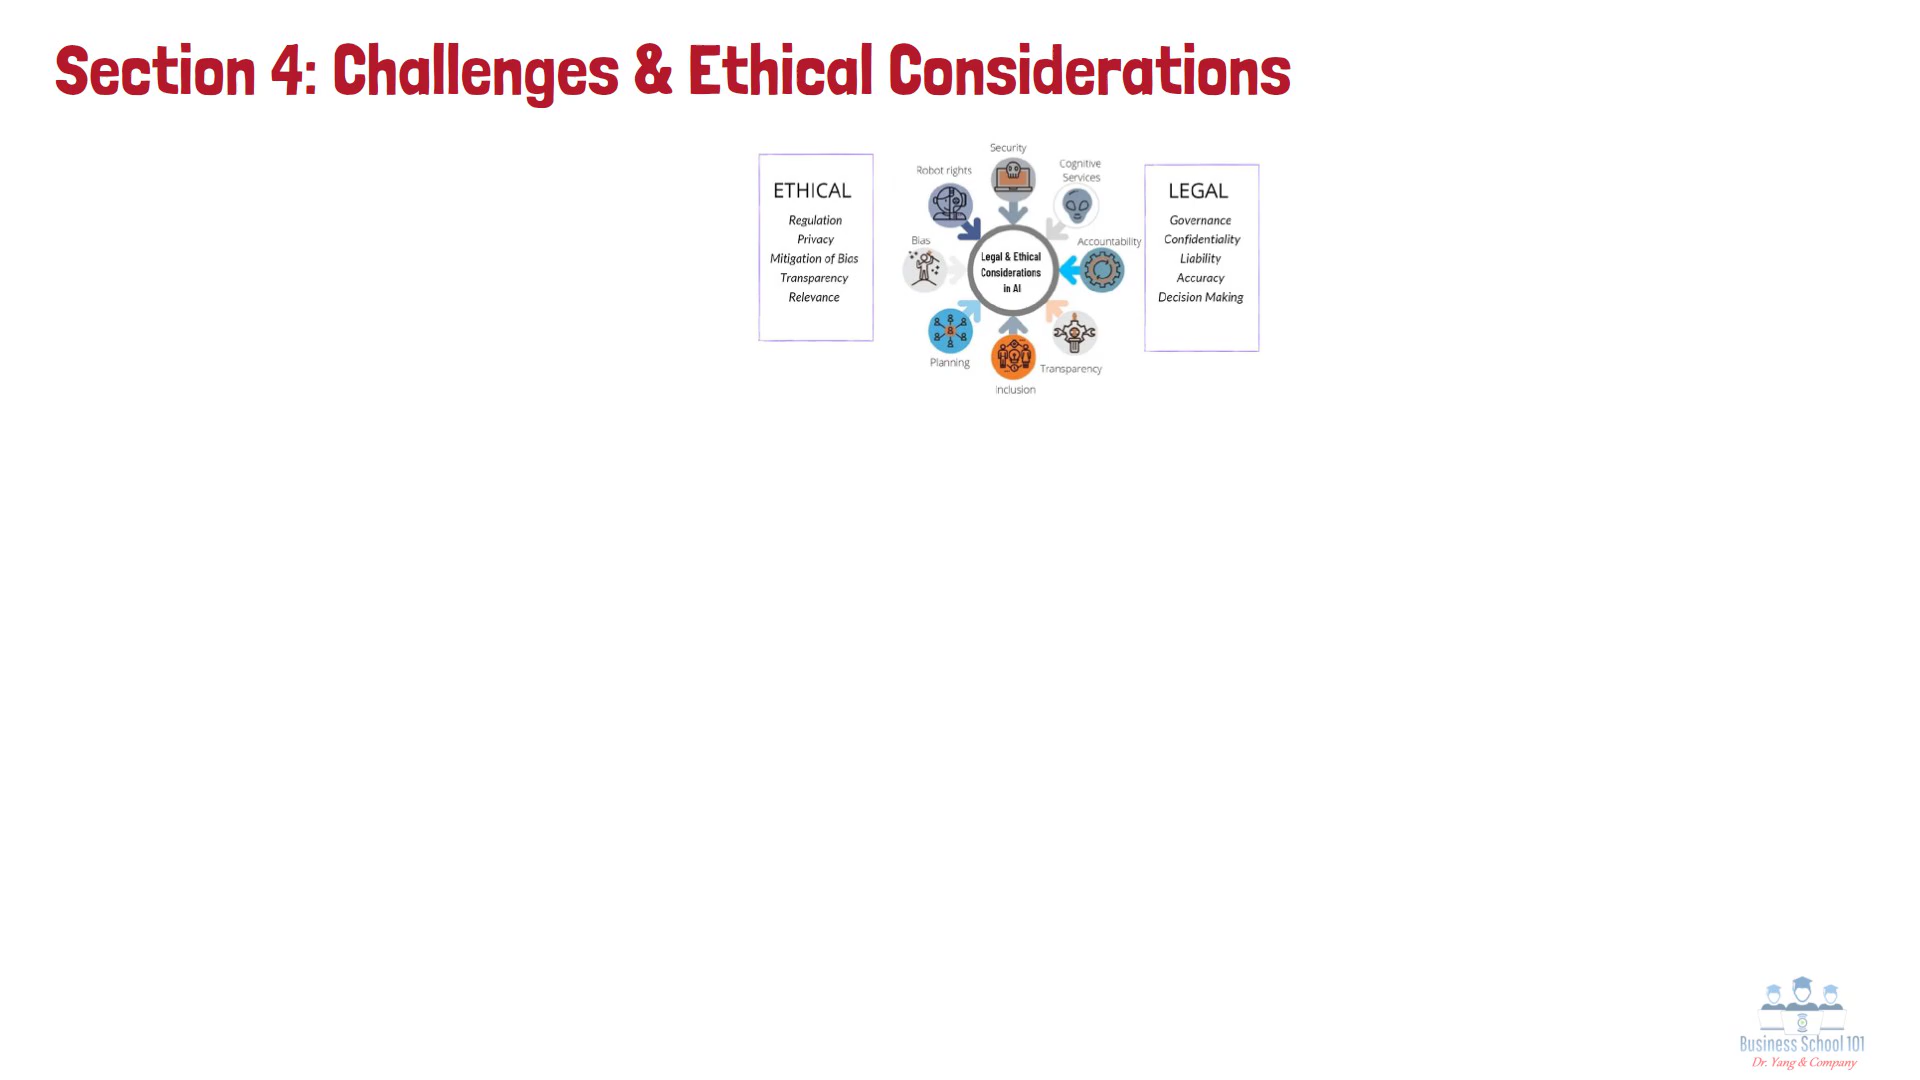 Section 4: Challenges & Ethical Considerations
ETHICAL
Regulation
Privacy
Mitigation of Bias
Transparency
Relevance
Security
Robot rights
Cognitive
Services
Bias
Accountability
Legal & Ethical
Considerations
in AI
Planning
Transparency
Inclusion
LEGAL
Governance
Confidentiality
Liability
Accuracy
Decision Making
Business School 101
Dr. Yang & Company